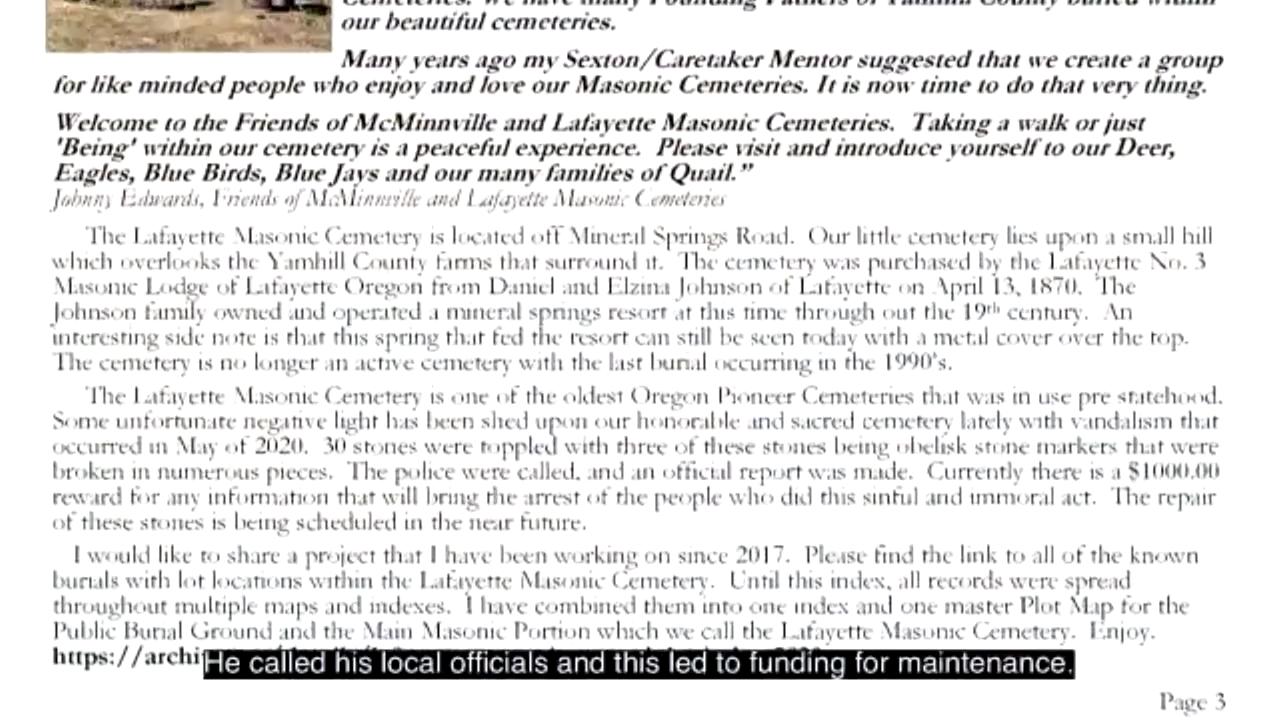 our beautiful cemeteries.
Many years ago my Sexton/Caretaker Mentor suggested that we create a group
for like minded people who enjoy and love our Masonic Cemeteries. It is now time to do that very thing.
Welcome to the Friends of McMinnville and Lafayette Masonic Cemeteries. Taking a walk or just
'Being' within our cemetery is a peaceful experience. Please visit and introduce yourself to our Deer,
Eagles, Blue Birds, Blue Jays and our many families of Quail."
Johnny Edwards, Friends of McMinnville and Lafayette Masonic Cemeteries
The Lafayette Masonic Cemetery is located off Mineral Springs Road. Our little cemetery lies upon a small hill
which overlooks the Yamhill County farms that surround it. The cemetery was purchased by the Lafayette No. 3
Masonic Lodge of Lafayette Oregon from Daniel and Elzina Johnson of Lafayette on April 13, 1870. The
Johnson family owned and operated a mineral springs resort at this time through out the 19th century. An
interesting side note is that this spring that fed the resort can still be seen today with a metal cover over the top.
The cemetery is no longer an active cemetery with the last burial occurring in the 1990's.
The Lafayette Masonic Cemetery is one of the oldest Oregon Pioneer Cemeteries that was in use pre statehood.
Some unfortunate negative light has been shed upon our honorable and sacred cemetery lately with vandalism that
occurred in May of 2020. 30 stones were toppled with three of these stones being obelisk stone markers that were
broken in numerous pieces. The police were called, and an official report was made. Currently there is a $1000.00
reward for any information that will bring the arrest of the people who did this sinful and immoral act. The repair
of these stones is being scheduled in the near future.
I would like to share a project that I have been working on since 2017. Please find the link to all of the known
burials with lot locations within the Lafayette Masonic Cemetery. Until this index, all records were spread
throughout multiple maps and indexes. I have combined them into one index and one master Plot Map for the
Public Burial Ground and the Main Masonic Portion which we call the Lafayette Masonic Cemetery. Enjoy.
https://archi
He called his local officials and this led to funding for maintenance.
Page 3